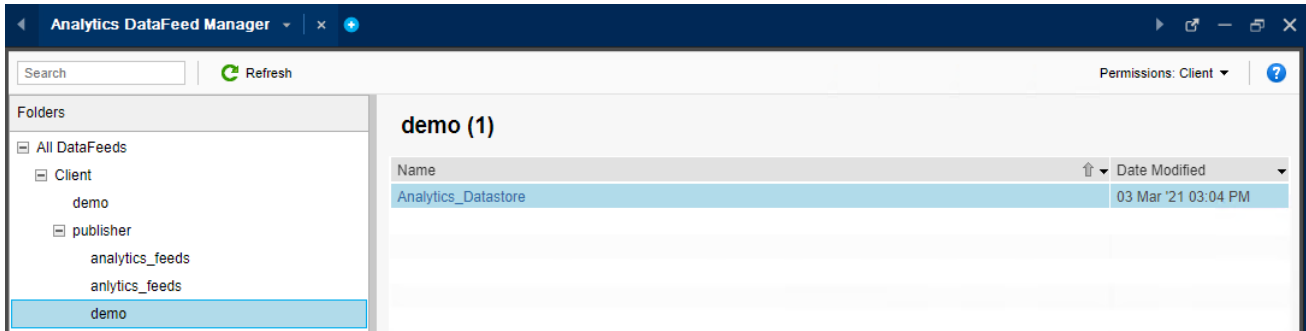 Analytics DataFeed Manager
Search
Refresh
Permissions: Client
?
Folders
All DataFeeds
Client
demo
publisher
analytics_feeds
anlytics_feeds
demo
demo (1)
Name
Date Modified
Analytics_Datastore
03 Mar '21 03:04 PM